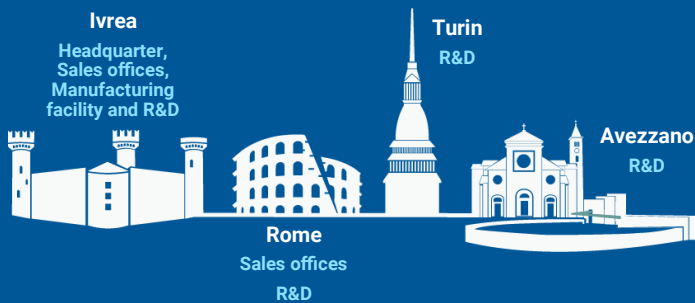 Ivrea
Headquarter,
Sales offices,
Manufacturing
facility and R&D
Turin
R&D
Avezzano
R&D
Rome
Sales offices
R&D